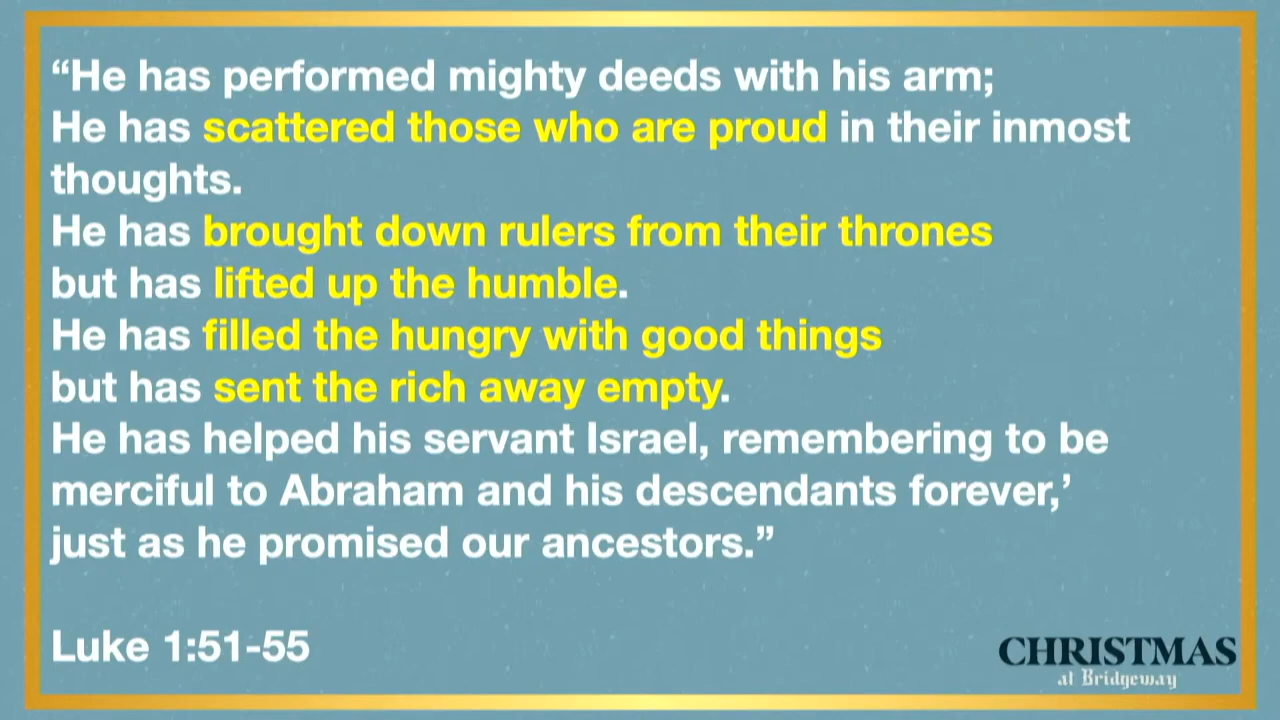 “He has performed mighty deeds with his arm;
He has scattered those who are proud in their inmost
thoughts.
He has brought down rulers from their thrones
but has lifted up the humble.
He has filled the hungry with good things
but has sent the rich away empty.
He has helped his servant Israel, remembering to be
merciful to Abraham and his descendants forever,’
just as he promised our ancestors.”
Luke 1:51-55
CHRISTMAS
at Bridgeway